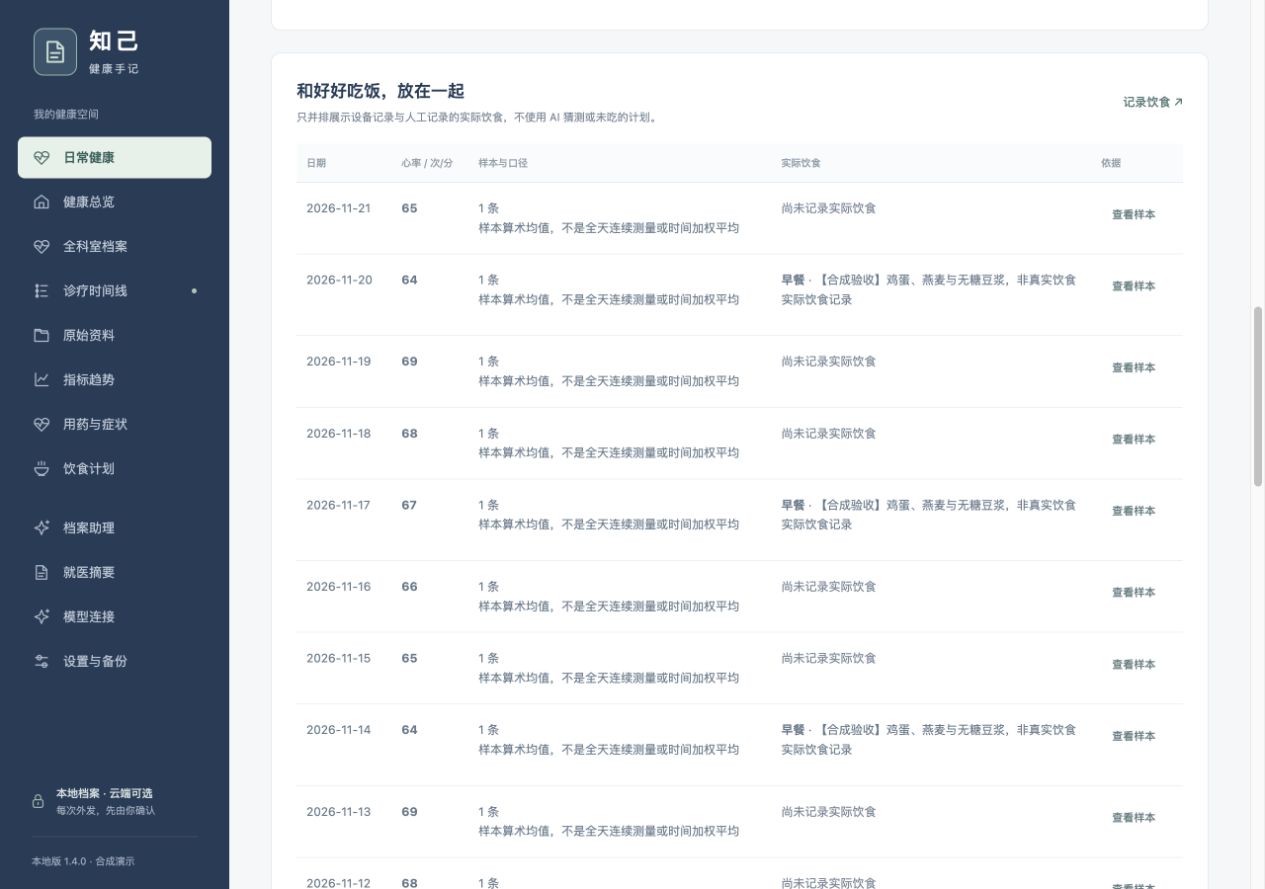 知己
健康手记
我的健康空间
日常健康
健康总览
全科室档案
诊疗时间线
原始资料
指标趋势
用药与症状
饮食计划
档案助理
就医摘要
模型连接
设置与备份
本地档案 · 云端可选
每次外发，先由你确认
本地版 1.4.0 · 合成演示
和好好吃饭，放在一起
只并排展示设备记录与人工记录的实际饮食，不使用 AI 猜测或未吃的计划。
记录饮食 ↗
日期 心率 / 次/分 样本与口径 实际饮食 依据
2026-11-21 65 1 条 尚未记录实际饮食 查看样本
样本算术均值，不是全天连续测量或时间加权平均
2026-11-20 64 1 条 早餐 · 【合成验收】鸡蛋、燕麦与无糖豆浆，非真实饮食 查看样本
样本算术均值，不是全天连续测量或时间加权平均 实际饮食记录
2026-11-19 69 1 条 尚未记录实际饮食 查看样本
样本算术均值，不是全天连续测量或时间加权平均
2026-11-18 68 1 条 尚未记录实际饮食 查看样本
样本算术均值，不是全天连续测量或时间加权平均
2026-11-17 67 1 条 早餐 · 【合成验收】鸡蛋、燕麦与无糖豆浆，非真实饮食 查看样本
样本算术均值，不是全天连续测量或时间加权平均 实际饮食记录
2026-11-16 66 1 条 尚未记录实际饮食 查看样本
样本算术均值，不是全天连续测量或时间加权平均
2026-11-15 65 1 条 尚未记录实际饮食 查看样本
样本算术均值，不是全天连续测量或时间加权平均
2026-11-14 64 1 条 早餐 · 【合成验收】鸡蛋、燕麦与无糖豆浆，非真实饮食 查看样本
样本算术均值，不是全天连续测量或时间加权平均 实际饮食记录
2026-11-13 69 1 条 尚未记录实际饮食 查看样本
样本算术均值，不是全天连续测量或时间加权平均
2026-11-12 68 1 条 尚未记录实际饮食 查看样本